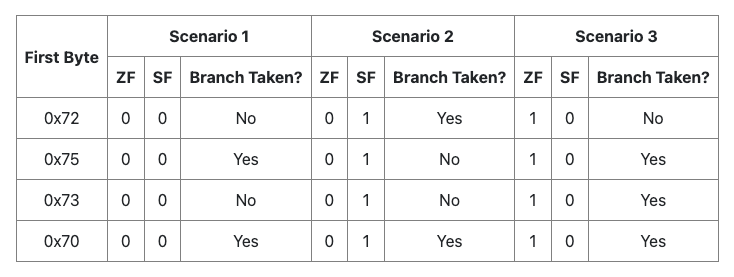 First Byte Scenario 1 Scenario 2 Scenario 3
ZF SF Branch Taken? ZF SF Branch Taken? ZF SF Branch Taken?
0x72 0 0 No 0 1 Yes 1 0 No
0x75 0 0 Yes 0 1 No 1 0 Yes
0x73 0 0 No 0 1 No 1 0 Yes
0x70 0 0 Yes 0 1 Yes 1 0 Yes